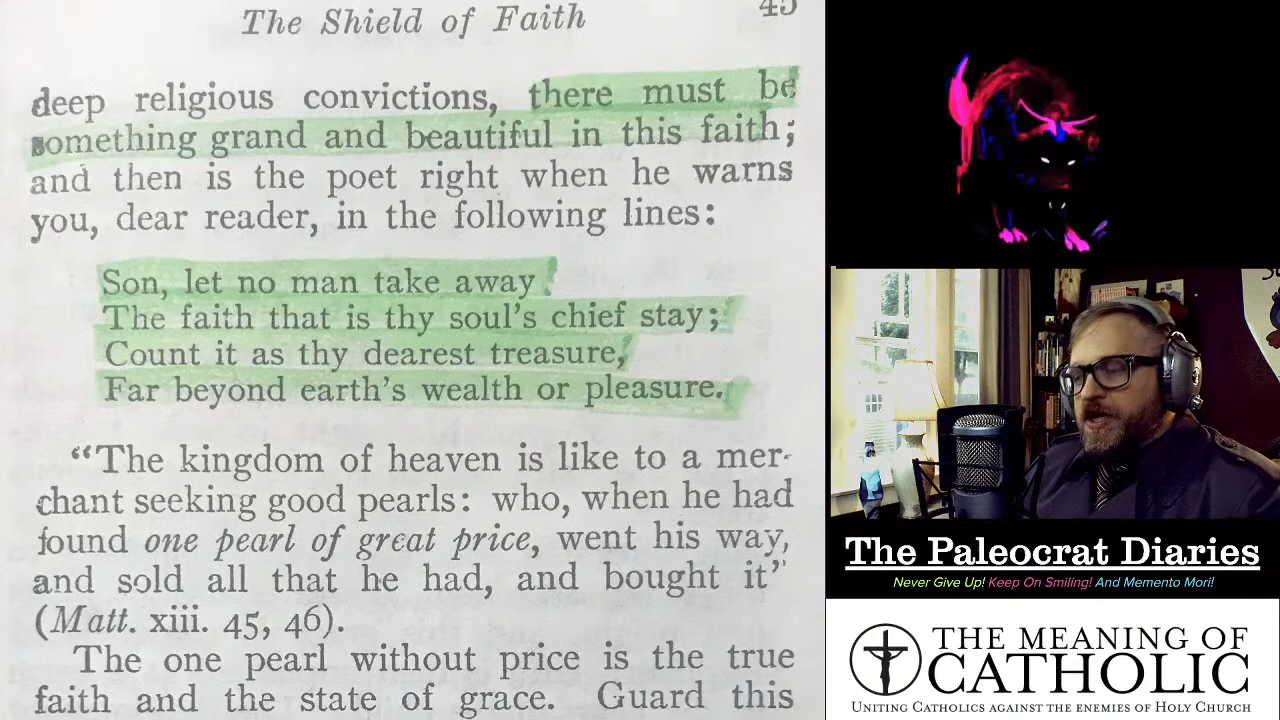 The Shield of Faith 45
deep religious convictions, there must be
something grand and beautiful in this faith;
and then is the poet right when he warns
you, dear reader, in the following lines:
Son, let no man take away
The faith that is thy soul's chief stay;
Count it as thy dearest treasure,
Far beyond earth's wealth or pleasure.
“The kingdom of heaven is like to a mer-
chant seeking good pearls: who, when he had
found one pearl of great price, went his way,
and sold all that he had, and bought it”
(Matt. xiii. 45, 46).
The one pearl without price is the true
faith and the state of grace. Guard this
The Paleocrat Diaries
Never Give Up! Keep On Smiling! And Memento Mori!
THE MEANING OF
CATHOLIC
UNITING CATHOLICS AGAINST THE ENEMIES OF HOLY CHURCH